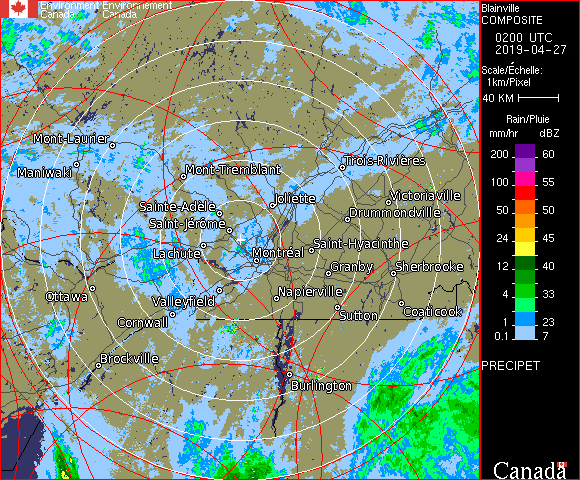 Environment Environnement
Canada Canada
Mont-Laurier
Maniwaki
Mont-Tremblant
Trois-Rivières
Sainte-Adèle
Joliette
Victoriaville
Saint-Jérôme
Drummondville
Lachute
Montréal
Saint-Hyacinthe
Granby
Sherbrooke
Ottawa
Valleyfield
Napierville
Cornwall
Sutton
Coaticook
Brockville
Burlington
Blainville
COMPOSITE
0200 UTC
2019-04-27
Scale/Échelle:
1km/Pixel
40 KM
Rain/Pluie
mm/hr dBZ
200 60
100 55
50 50
24 45
12 40
4 33
1 23
0.1 7
PRECIPET
Canada